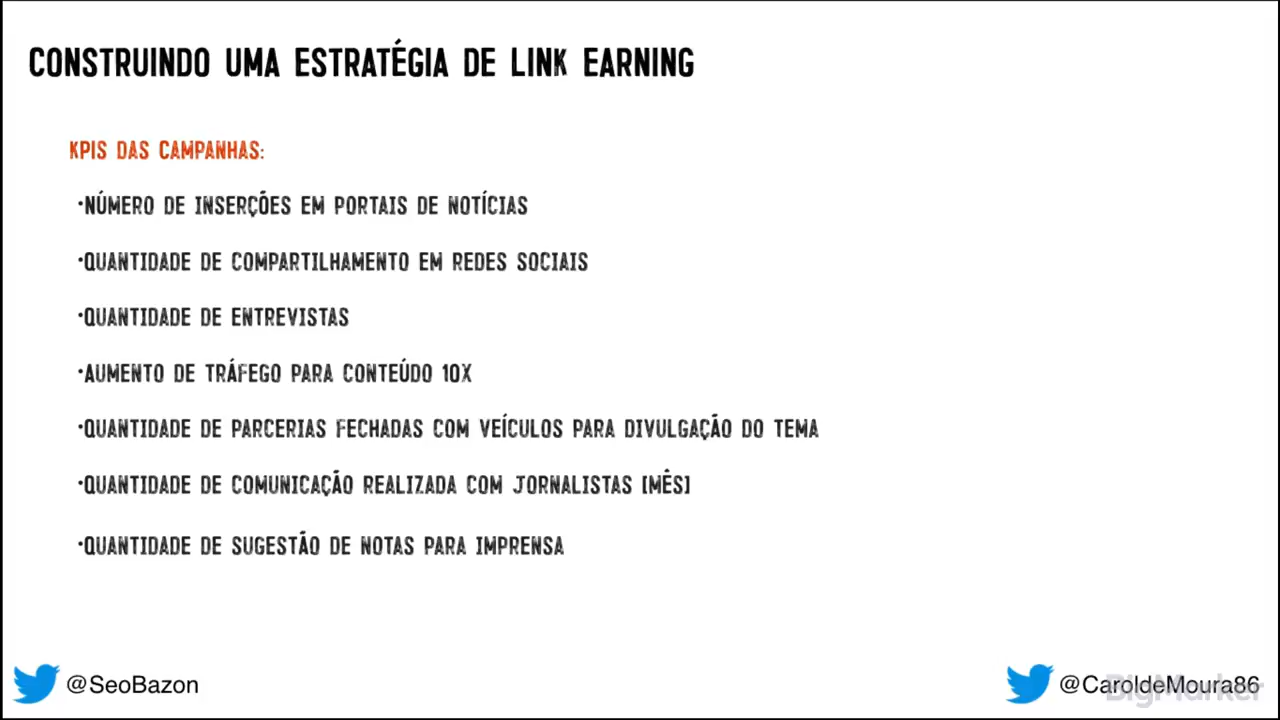 CONSTRUINDO UMA ESTRATÉGIA DE LINK EARNING
KPIS DAS CAMPANHAS:
•NÚMERO DE INSERÇÕES EM PORTAIS DE NOTÍCIAS
•QUANTIDADE DE COMPARTILHAMENTO EM REDES SOCIAIS
•QUANTIDADE DE ENTREVISTAS
•AUMENTO DE TRÁFEGO PARA CONTEÚDO 10X
•QUANTIDADE DE PARCERIAS FECHADAS COM VEÍCULOS PARA DIVULGAÇÃO DO TEMA
•QUANTIDADE DE COMUNICAÇÃO REALIZADA COM JORNALISTAS [MÊS]
•QUANTIDADE DE SUGESTÃO DE NOTAS PARA IMPRENSA
@SeoBazon
@CaroldeMoura86
BigMarker